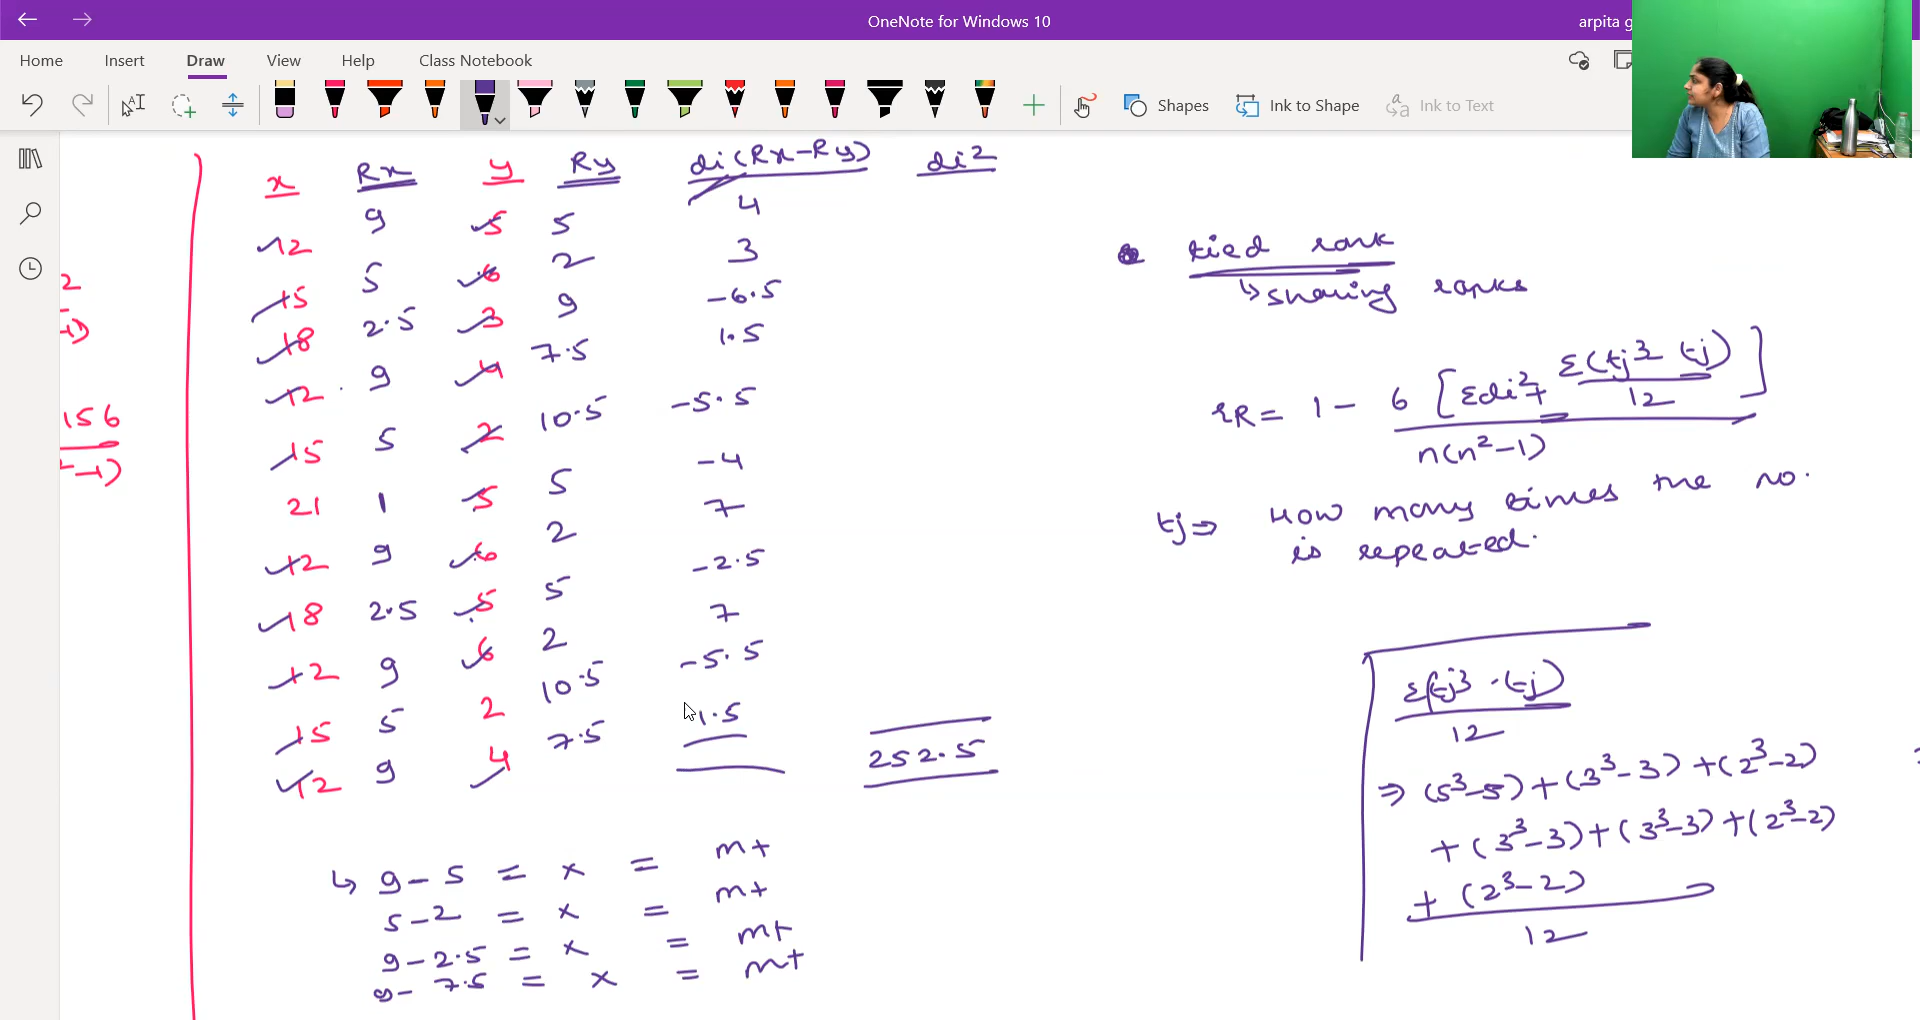 OneNote for Windows 10
arpita g
Home Insert Draw View Help Class Notebook
Shapes Ink to Shape Ink to Text
x Rx y Ry di(Rx-Ry) di²
12 9 5 5 4
15 5 6 2 3
18 2.5 3 9 -6.5
12 9 4 7.5 1.5
15 5 2 10.5 -5.5
21 1 5 5 -4
12 9 6 2 7
18 2.5 5 5 -2.5
12 9 6 2 7
15 5 2 10.5 -5.5
12 9 4 7.5 1.5
252.5
↳ 9-5 = x = m+
5-2 = x = m+
9-2.5 = x = m+
9-7.5 = x = m+
2
-1)
156
-1)
tied rank
↳ sharing ranks
rR = 1 - 6 [Σdi² + Σ(tj³-tj)/12]
n(n²-1)
tj ⇒ How many times the no.
is repeated.
Σ(tj³-tj)
12
⇒ (5³-5)+(3³-3)+(2³-2)
+(3³-3)+(3³-3)+(2³-2)
+(2³-2)
12